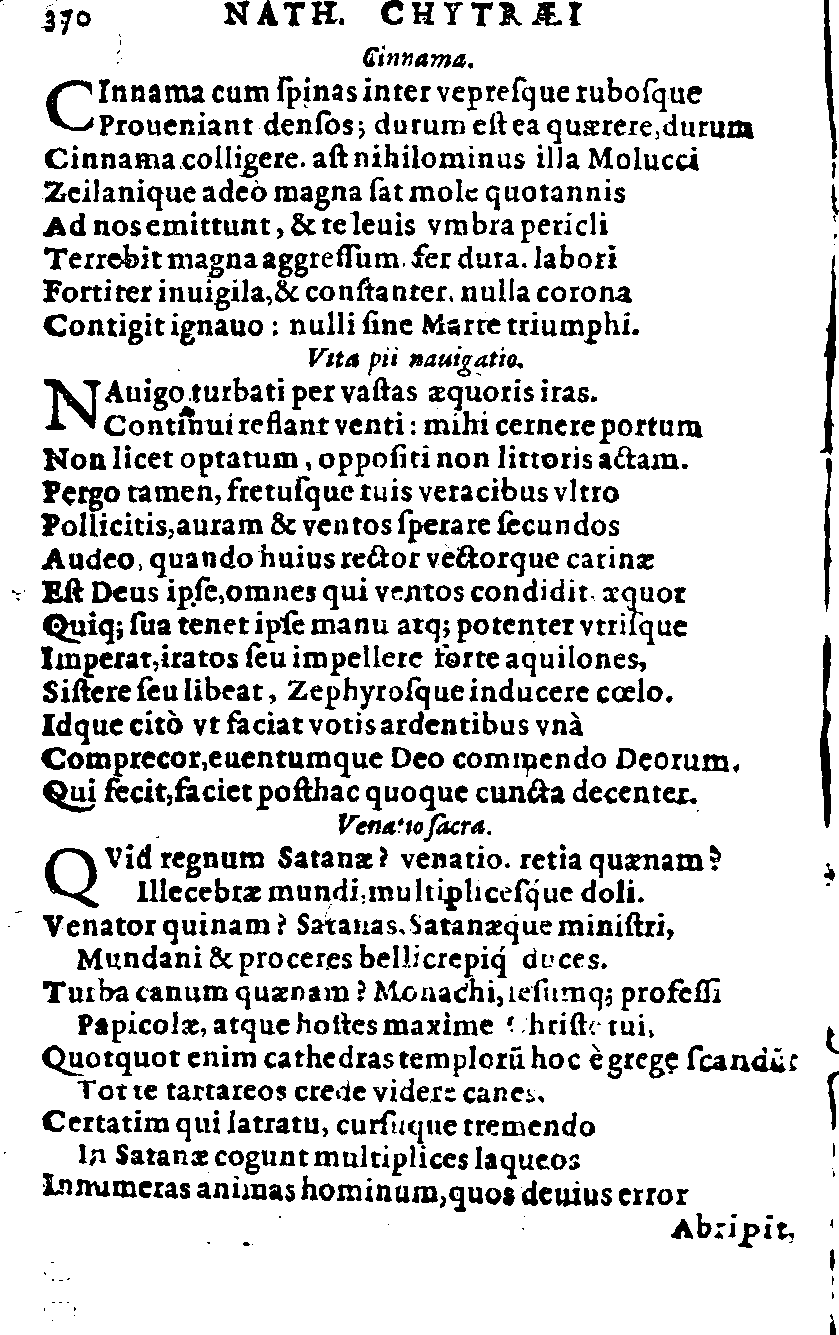 370 NATH. CHYTRÆI
Cinnama.
CInnama cum ſpinas inter vepreſque ruboſque
Proueniant denſos; durum eſt ea quærere, durum
Cinnama colligere. aſt nihilominus illa Molucci
Zeilanique adeò magna ſat mole quotannis
Ad nos emittunt, & te leuis vmbra pericli
Terrebit magna aggreſſum. fer dura. labori
Fortiter inuigila, & conſtanter. nulla corona
Contigit ignauo: nulli ſine Marte triumphi.
Vita pii nauigatio.
NAuigo turbati per vaſtas æquoris iras.
Continui reflant venti: mihi cernere portum
Non licet optatum, oppoſiti non littoris actam.
Pergo tamen, fretuſque tuis veracibus vltro
Pollicitis, auram & ventos ſperare ſecundos
Audeo, quando huius rector vectorque carinæ
Eſt Deus ipſe, omnes qui ventos condidit. æquor
Quiq; ſua tenet ipſe manu atq; potenter vtriſque
Imperat, iratos ſeu impellere forte aquilones,
Siſtere ſeu libeat, Zephyroſque inducere cœlo.
Idque citò vt faciat votis ardentibus vnà
Comprecor, euentumque Deo commendo Deorum.
Qui fecit, faciet poſthac quoque cuncta decenter.
Venatio ſacra.
QVid regnum Satanæ? venatio. retia quænam?
Illecebræ mundi, multipliceſq́ue doli.
Venator quinam? Satanas. Satanæque miniſtri,
Mundani & proceres bellicrepiq́ duces.
Turba canum quænam? Monachi, ieſumq; profeſſi
Papicolæ, atque hoſtes maxime Chriſte tui,
Quotquot enim cathedras templorũ hoc è grege ſcandũt
Tot te tartareos crede videre canes.
Certatim qui latratu, curſuque tremendo
In Satanæ cogunt multiplices laqueos
Innumeras animas hominum, quos deuius error
Abripit,